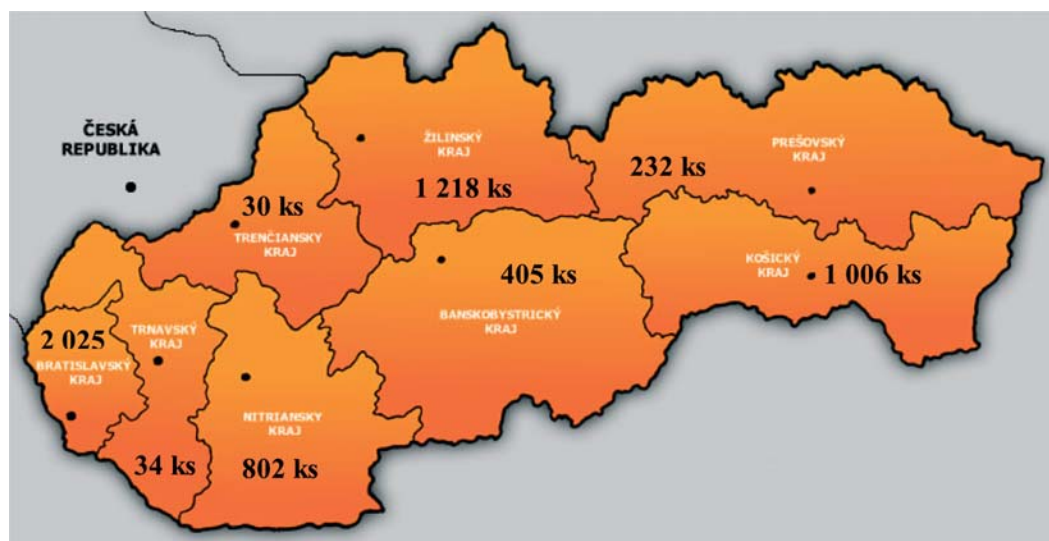 ČESKÁ
REPUBLIKA
ŽILINSKÝ
KRAJ
1 218 ks
PREŠOVSKÝ
KRAJ
232 ks
30 ks
TRENČIANSKY
KRAJ
KOŠICKÝ
KRAJ
1 006 ks
405 ks
BANSKOBYSTRICKÝ
KRAJ
2 025
BRATISLAVSKÝ
KRAJ
TRNAVSKÝ
KRAJ
34 ks
NITRIANSKY
KRAJ
802 ks